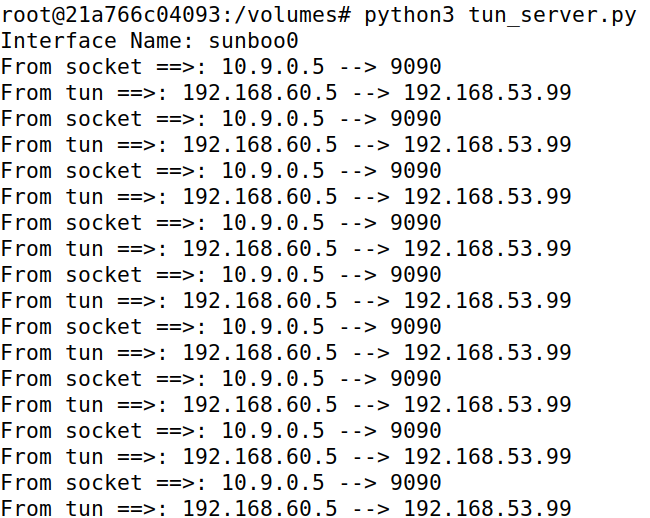 root@21a766c04093:/volumes# python3 tun_server.py
Interface Name: sunboo0
From socket ==>: 10.9.0.5 --> 9090
From tun ==>: 192.168.60.5 --> 192.168.53.99
From socket ==>: 10.9.0.5 --> 9090
From tun ==>: 192.168.60.5 --> 192.168.53.99
From socket ==>: 10.9.0.5 --> 9090
From tun ==>: 192.168.60.5 --> 192.168.53.99
From socket ==>: 10.9.0.5 --> 9090
From tun ==>: 192.168.60.5 --> 192.168.53.99
From socket ==>: 10.9.0.5 --> 9090
From tun ==>: 192.168.60.5 --> 192.168.53.99
From socket ==>: 10.9.0.5 --> 9090
From tun ==>: 192.168.60.5 --> 192.168.53.99
From socket ==>: 10.9.0.5 --> 9090
From tun ==>: 192.168.60.5 --> 192.168.53.99
From socket ==>: 10.9.0.5 --> 9090
From tun ==>: 192.168.60.5 --> 192.168.53.99
From socket ==>: 10.9.0.5 --> 9090
From tun ==>: 192.168.60.5 --> 192.168.53.99